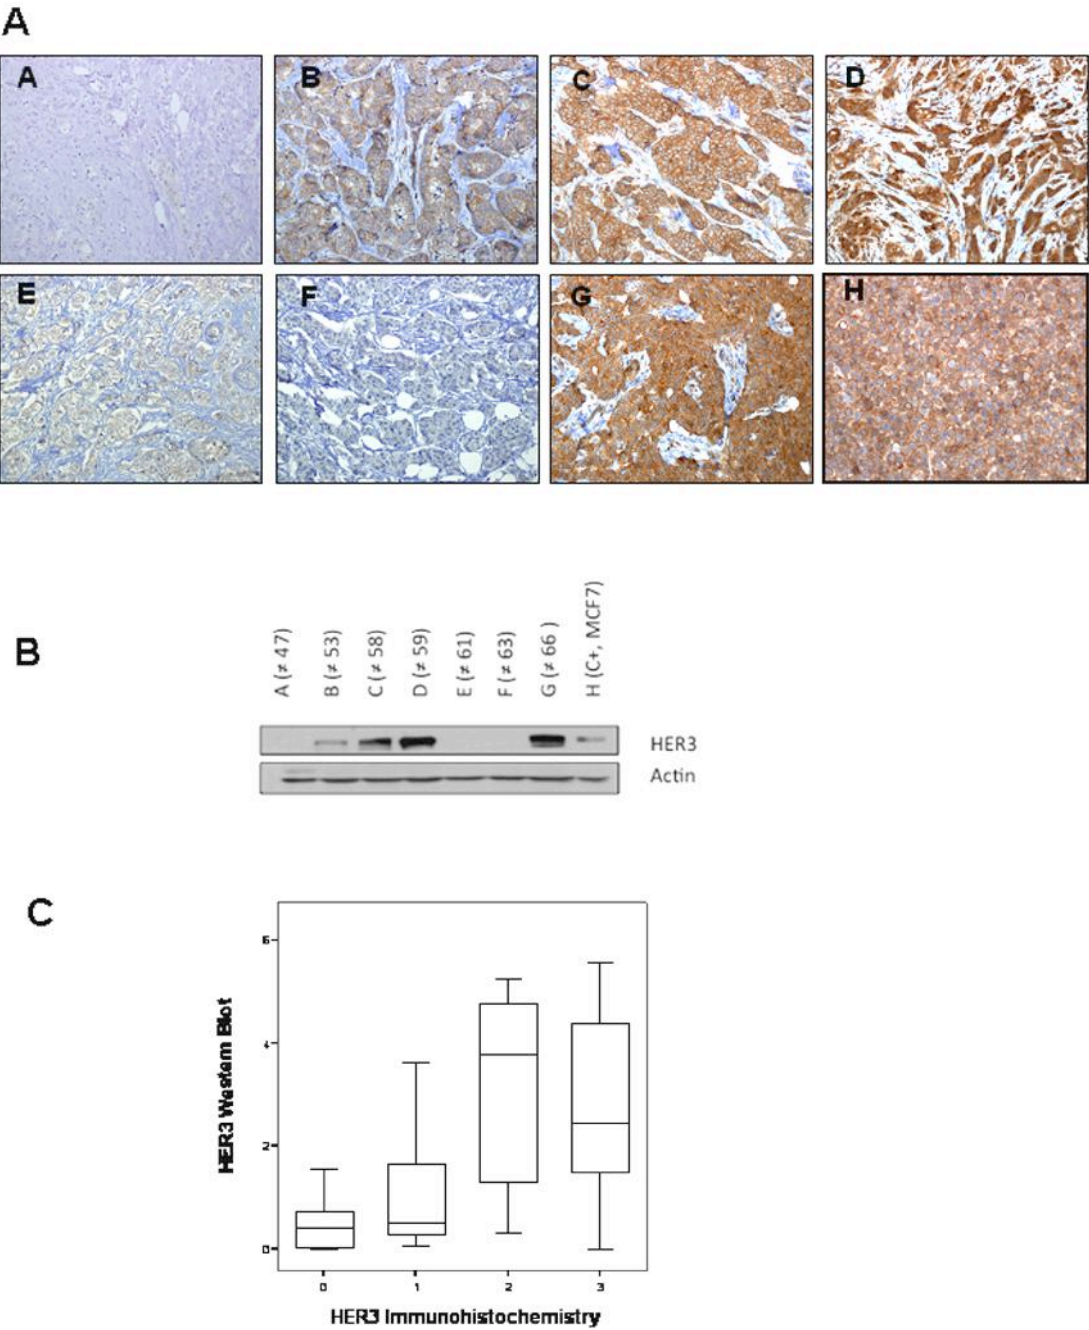 A
A
B
C
D
E
F
G
H
B
A (≠ 47)
B (≠ 53)
C (≠ 58)
D (≠ 59)
E (≠ 61)
F (≠ 63)
G (≠ 66 )
H (C+, MCF7)
HER3
Actin
C
6
4
2
0
HER3 Western Blot
0 1 2 3
HER3 Immunohistochemistry